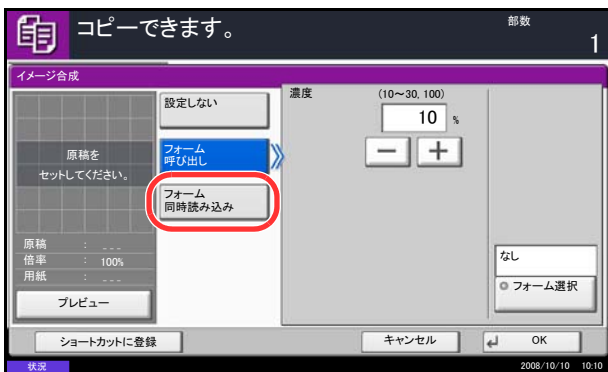 コピーできます。
部数
1
イメージ合成
原稿を
セットしてください。
原稿 : ---
倍率 : 100%
用紙 : ---
プレビュー
設定しない
フォーム
呼び出し
フォーム
同時読み込み
濃度
(10～30, 100)
10 %
なし
フォーム選択
ショートカットに登録
キャンセル
OK
状況
2008/10/10 10:10